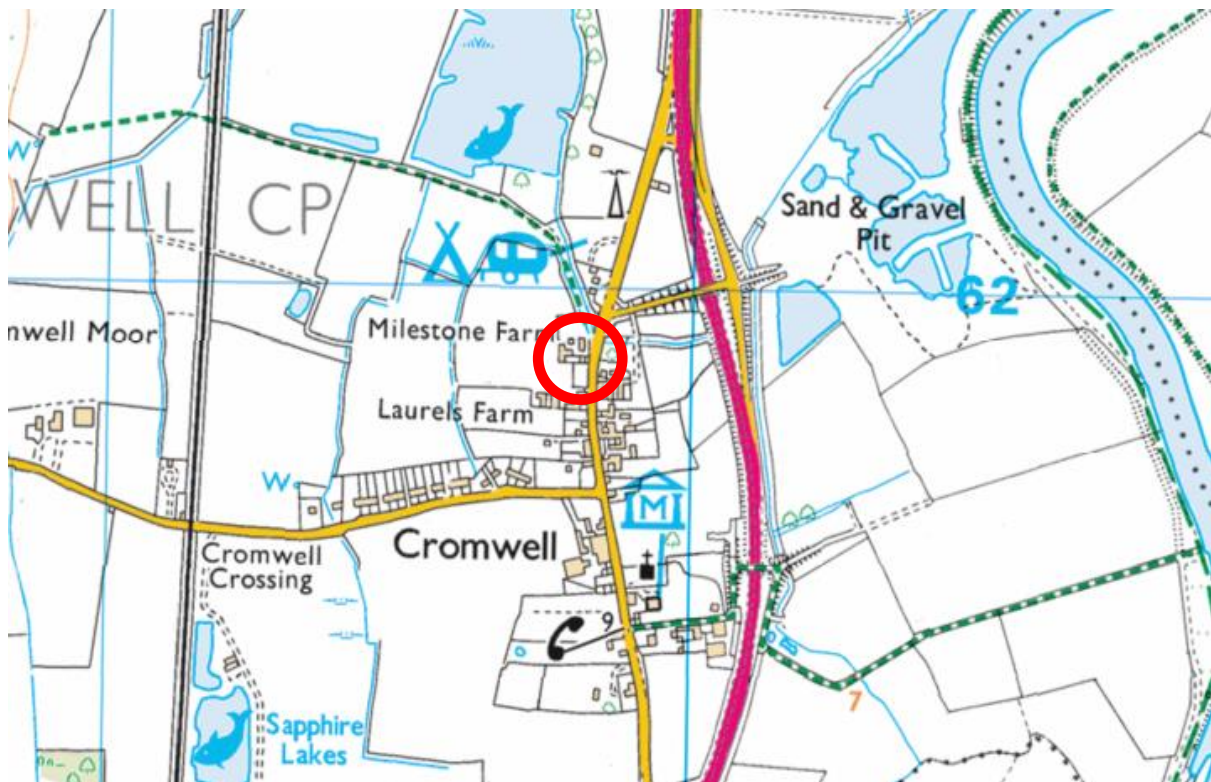 W
WELL CP
Sand & Gravel
Pit
62
Milestone Farm
nwell Moor
Laurels Farm
W
M
Cromwell
Cromwell
Crossing
9
7
Sapphire
Lakes